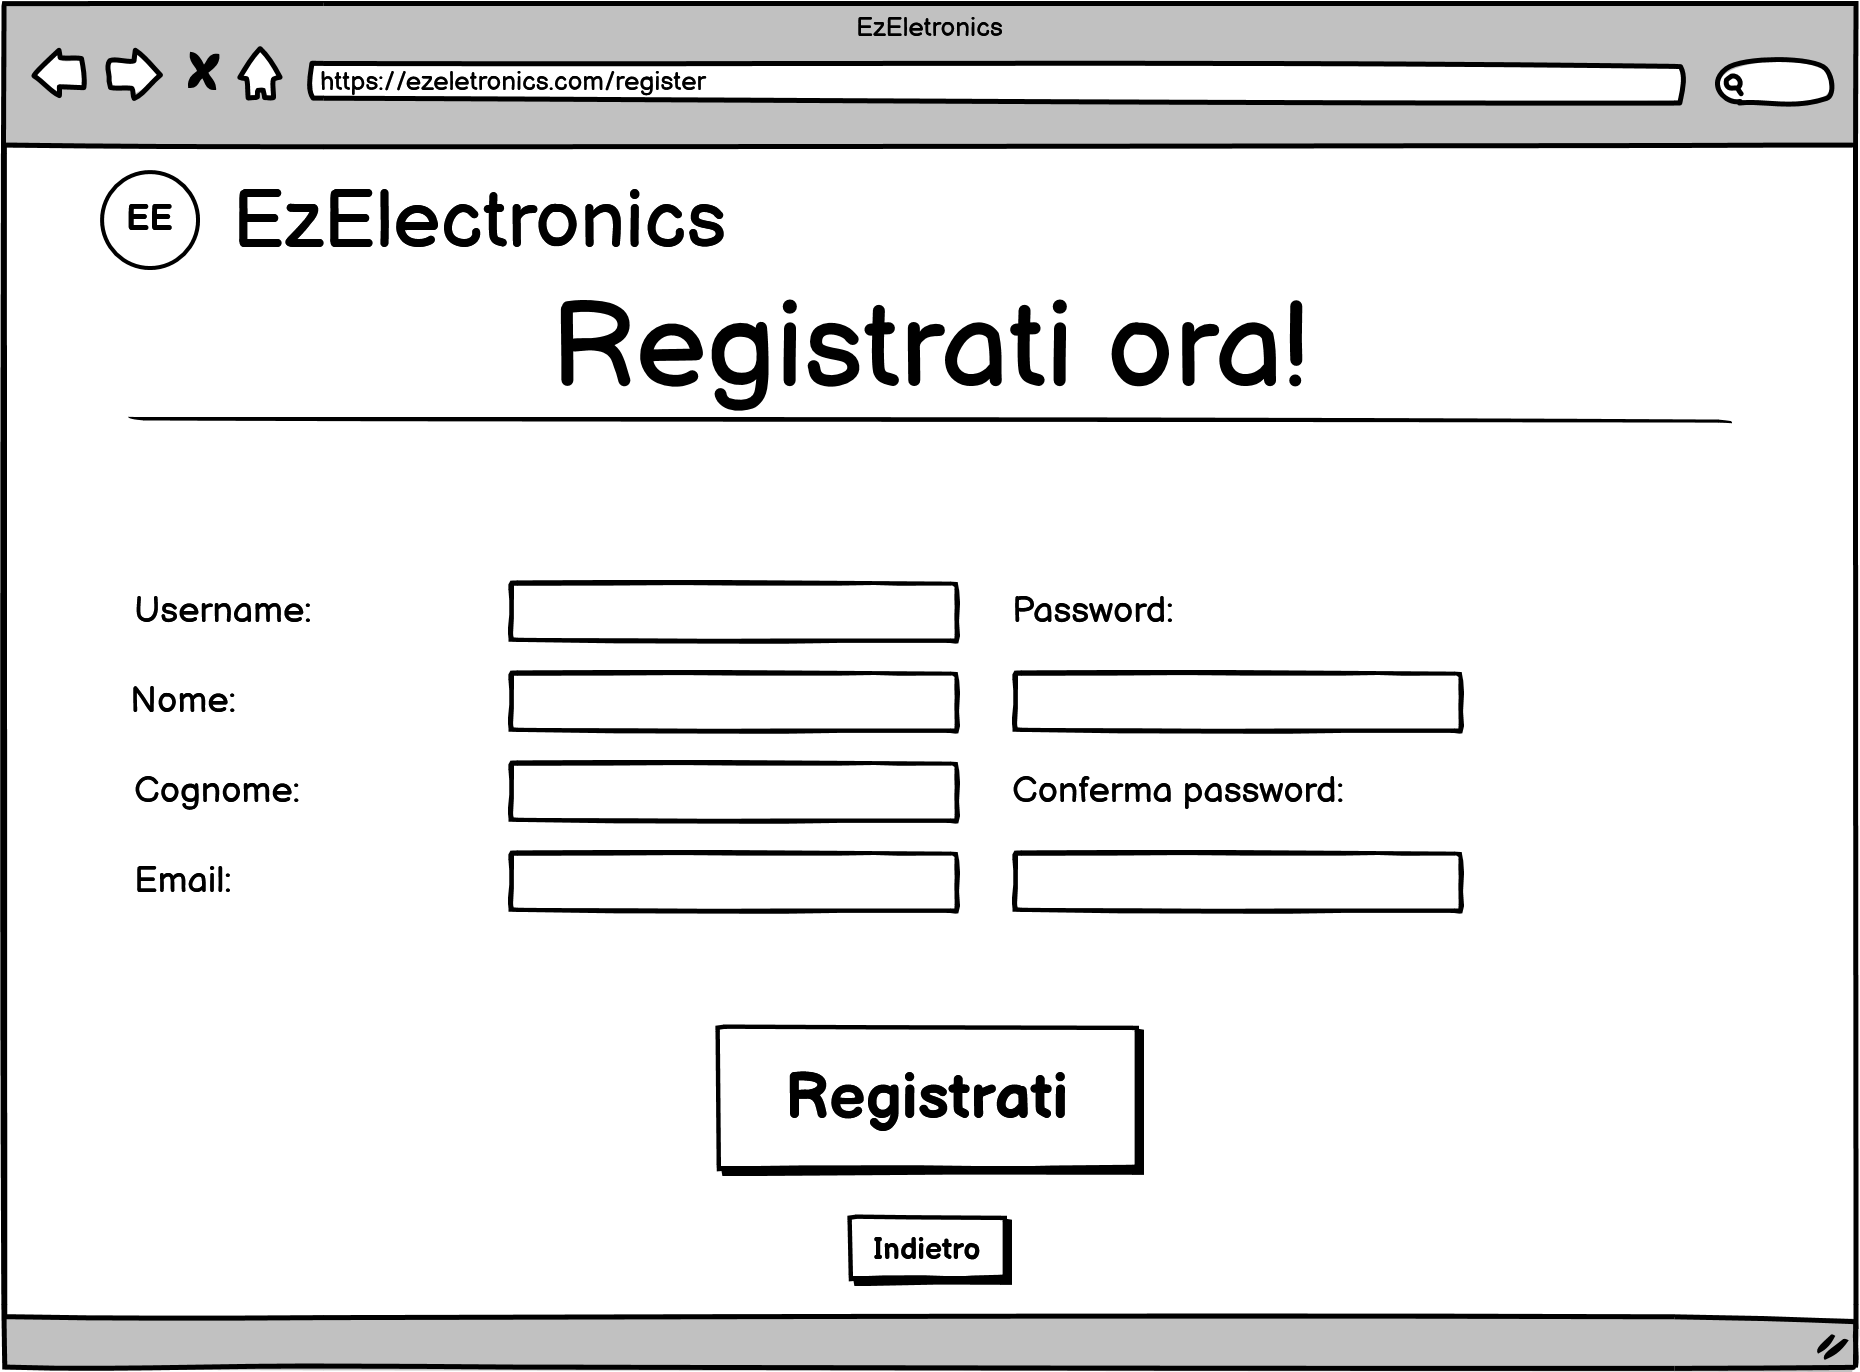 EzEletronics
https://ezeletronics.com/register
EE
EzElectronics
Registrati ora!
Username:
Password:
Nome:
Cognome:
Conferma password:
Email:
Registrati
Indietro